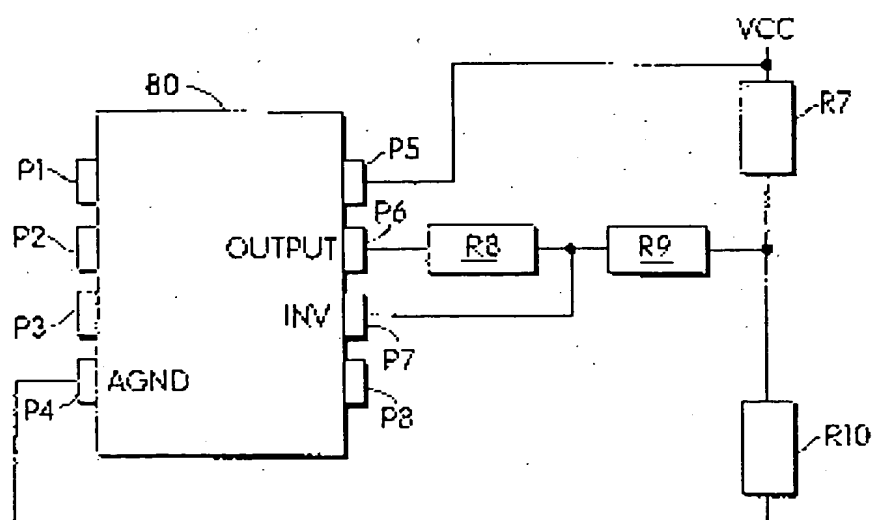 VCC
80
R7
P5
P1
P6
P2
OUTPUT
R8
R9
P3
INV
P7
AGND
P4
P8
R10